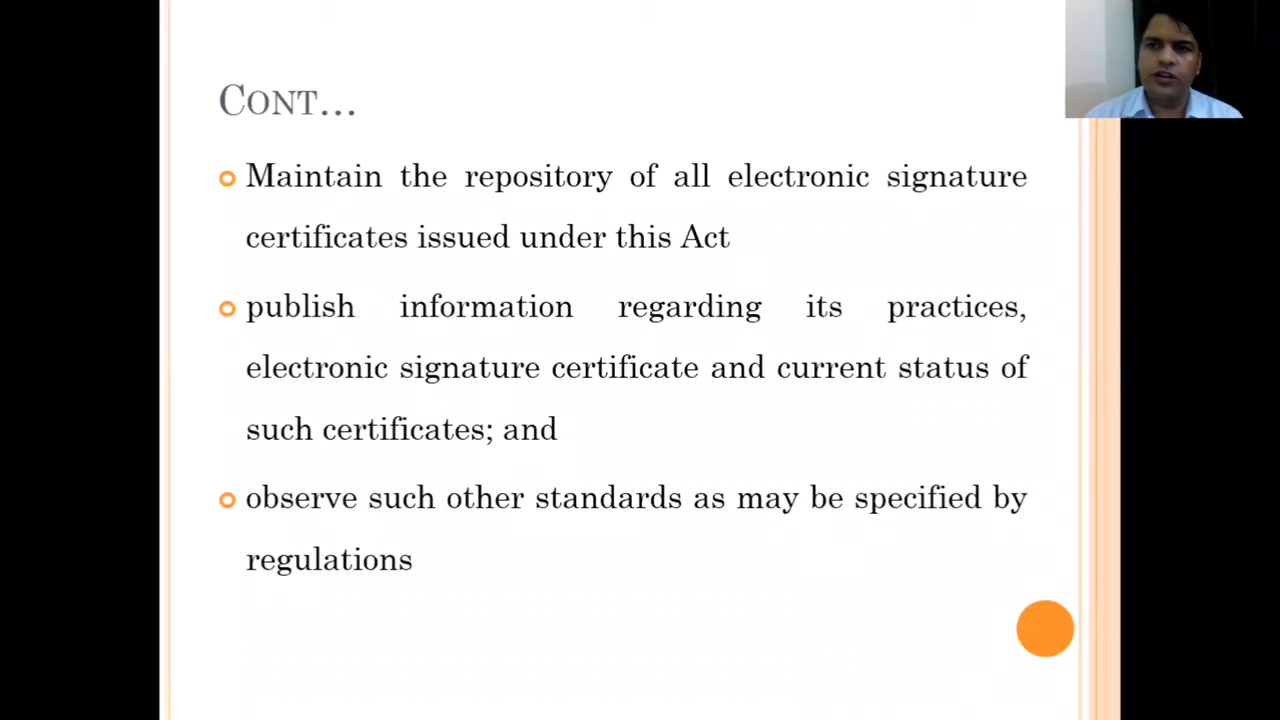 CONT...
Maintain the repository of all electronic signature
certificates issued under this Act
publish information regarding its practices,
electronic signature certificate and current status of
such certificates; and
observe such other standards as may be specified by
regulations